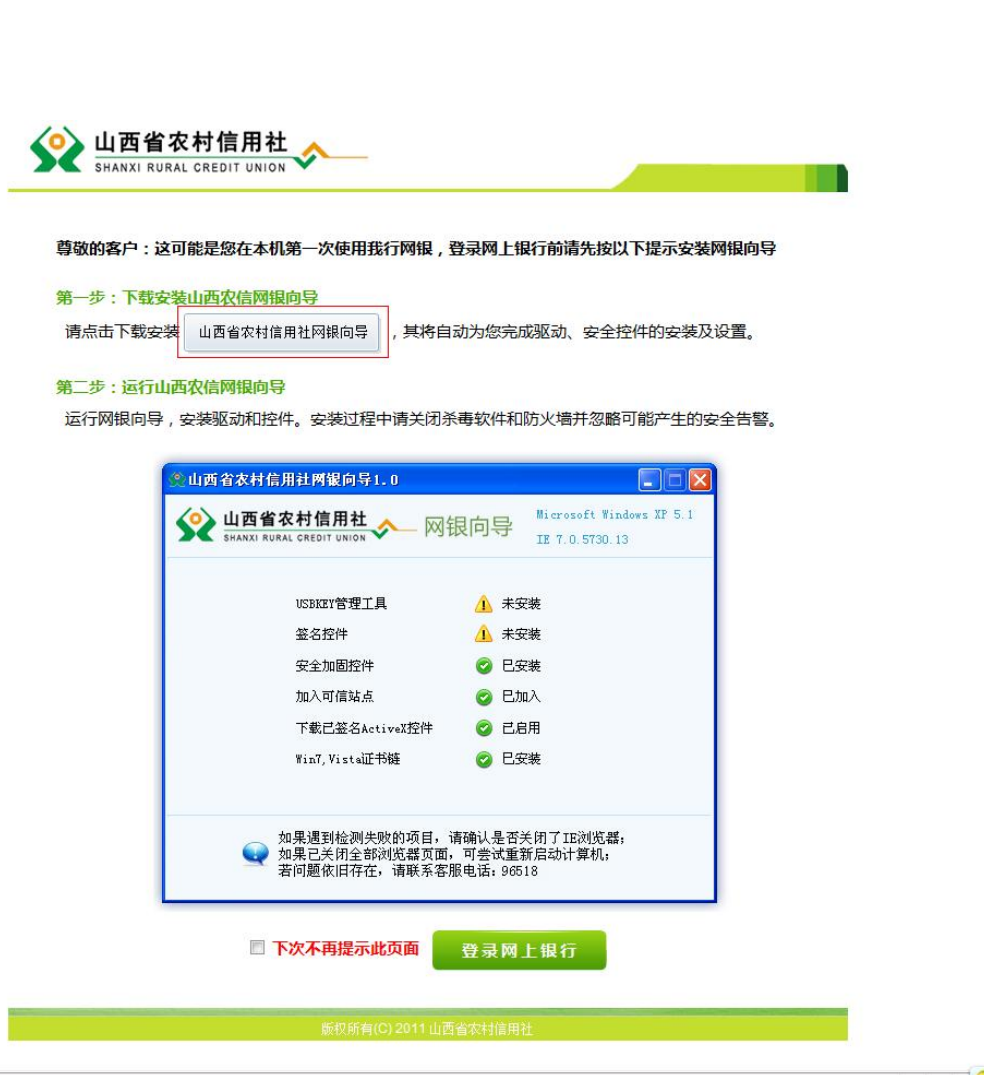 山西省农村信用社
SHANXI RURAL CREDIT UNION
尊敬的客户：这可能是您在本机第一次使用我行网银，登录网上银行前请先按以下提示安装网银向导
第一步：下载安装山西农信网银向导
请点击下载安装 山西省农村信用社网银向导 ，其将自动为您完成驱动、安全控件的安装及设置。
第二步：运行山西农信网银向导
运行网银向导，安装驱动和控件。安装过程中请关闭杀毒软件和防火墙并忽略可能产生的安全告警。
山西省农村信用社网银向导1.0
山西省农村信用社 网银向导
SHANXI RURAL CREDIT UNION
Microsoft Windows XP 5.1
IE 7.0.5730.13
USBKEY管理工具 未安装
签名控件 未安装
安全加固控件 已安装
加入可信站点 已加入
下载已签名ActiveX控件 已启用
Win7,Vista证书链 已安装
如果遇到检测失败的项目，请确认是否关闭了IE浏览器；
如果已关闭全部浏览器页面，可尝试重新启动计算机；
若问题依旧存在，请联系客服电话：96518
下次不再提示此页面 登录网上银行
版权所有(C) 2011 山西省农村信用社